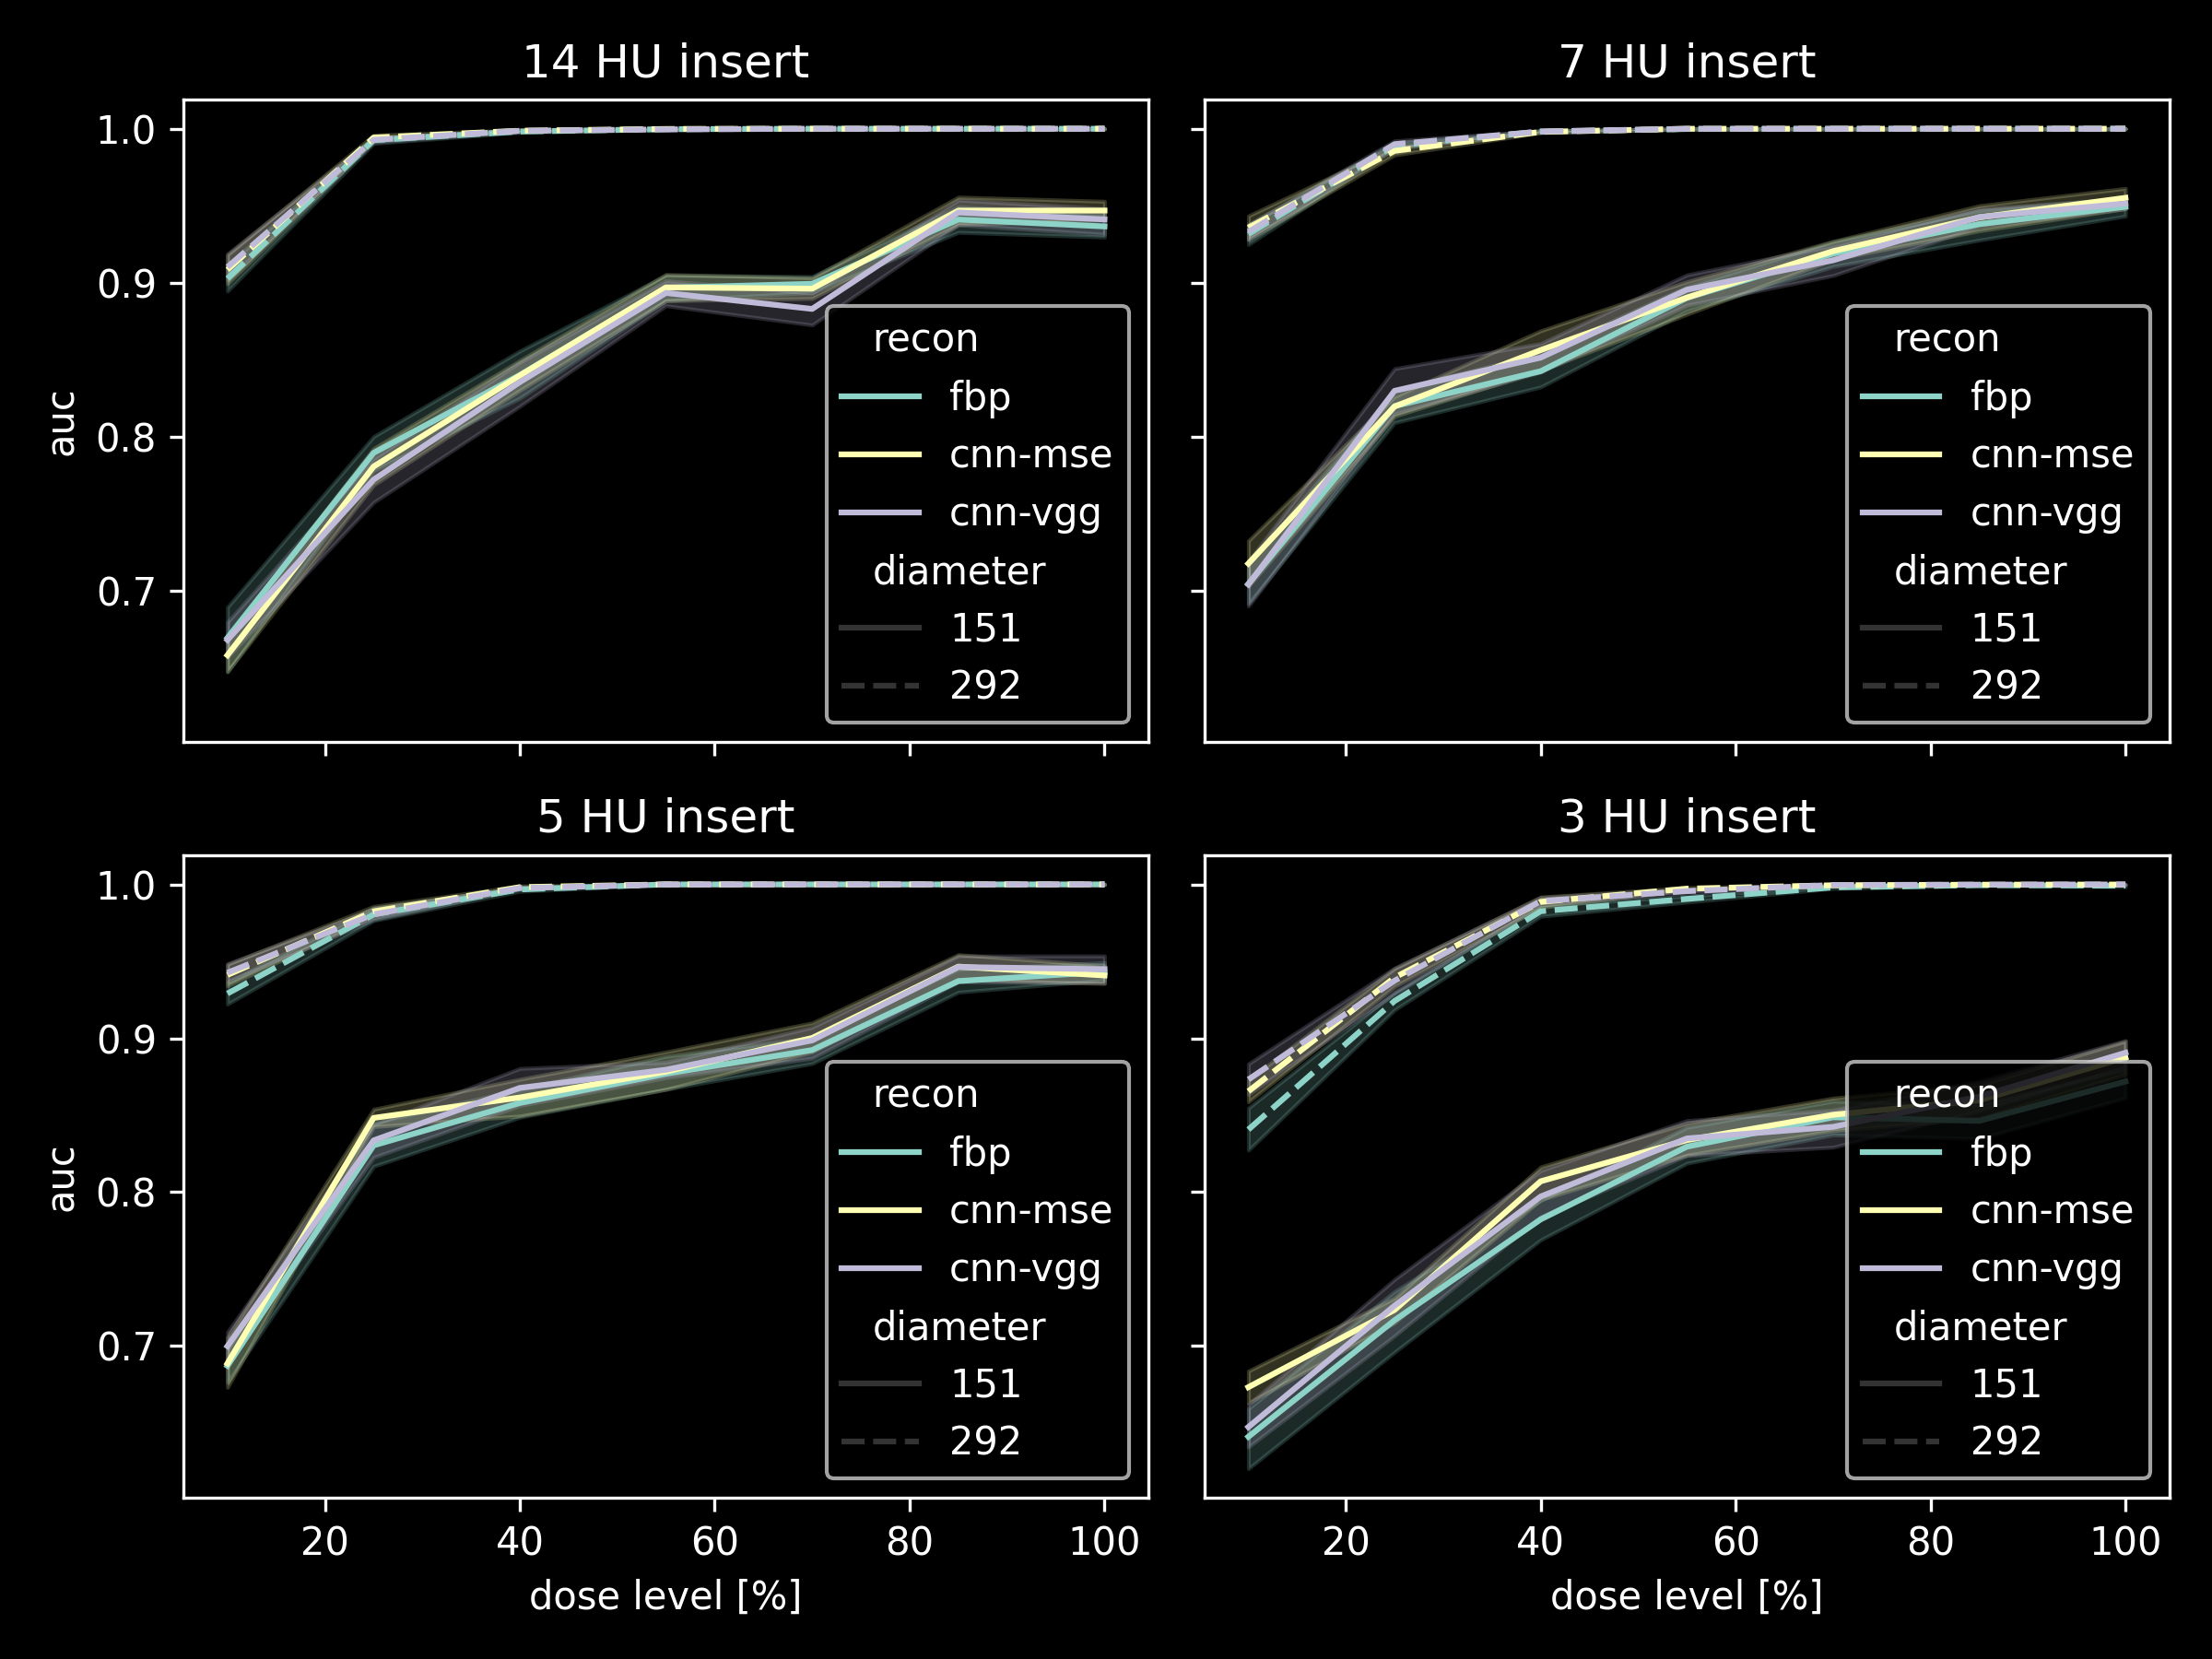 14 HU insert
1.0
0.9
0.8
0.7
auc
recon
fbp
cnn-mse
cnn-vgg
diameter
151
292
7 HU insert
recon
fbp
cnn-mse
cnn-vgg
diameter
151
292
5 HU insert
1.0
0.9
0.8
0.7
auc
recon
fbp
cnn-mse
cnn-vgg
diameter
151
292
20 40 60 80 100
dose level [%]
3 HU insert
recon
fbp
cnn-mse
cnn-vgg
diameter
151
292
20 40 60 80 100
dose level [%]